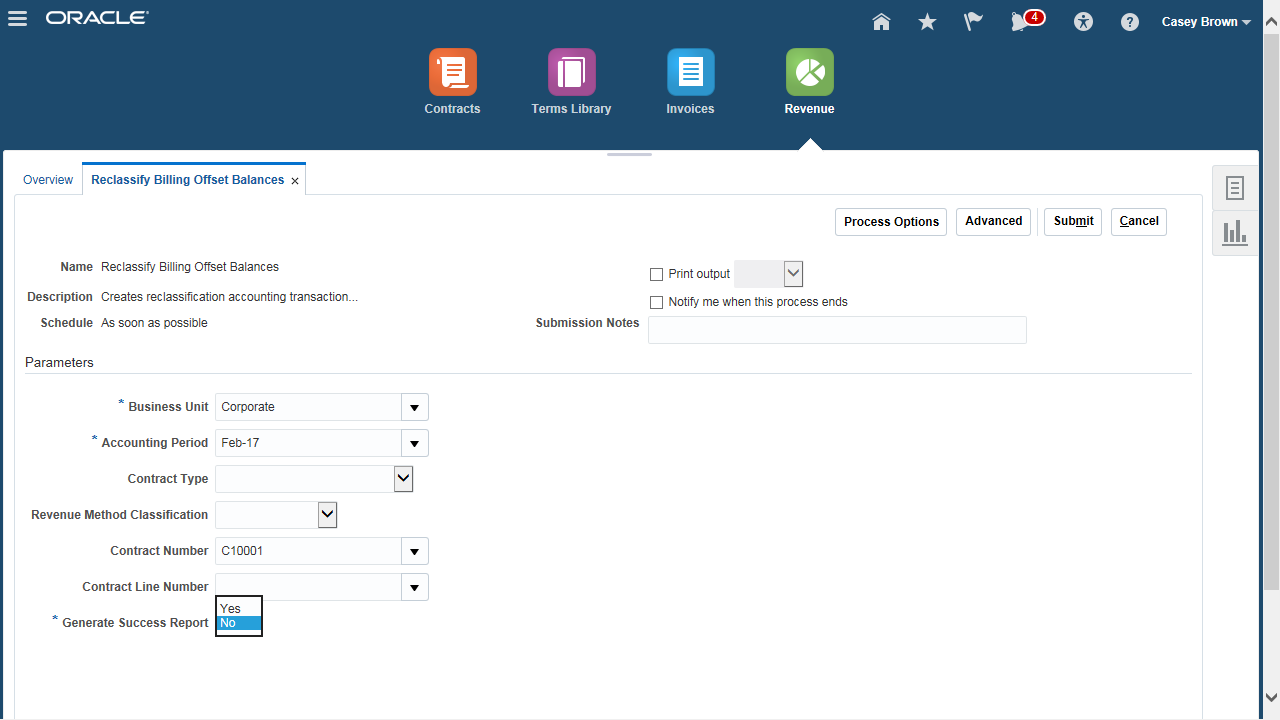 ORACLE
4
Casey Brown
Contracts
Terms Library
Invoices
Revenue
Overview
Reclassify Billing Offset Balances ×
Process Options
Advanced
Submit
Cancel
Name Reclassify Billing Offset Balances
Print output
Description Creates reclassification accounting transaction...
Notify me when this process ends
Schedule As soon as possible
Submission Notes
Parameters
* Business Unit Corporate
* Accounting Period Feb-17
Contract Type
Revenue Method Classification
Contract Number C10001
Contract Line Number
Yes
* Generate Success Report No